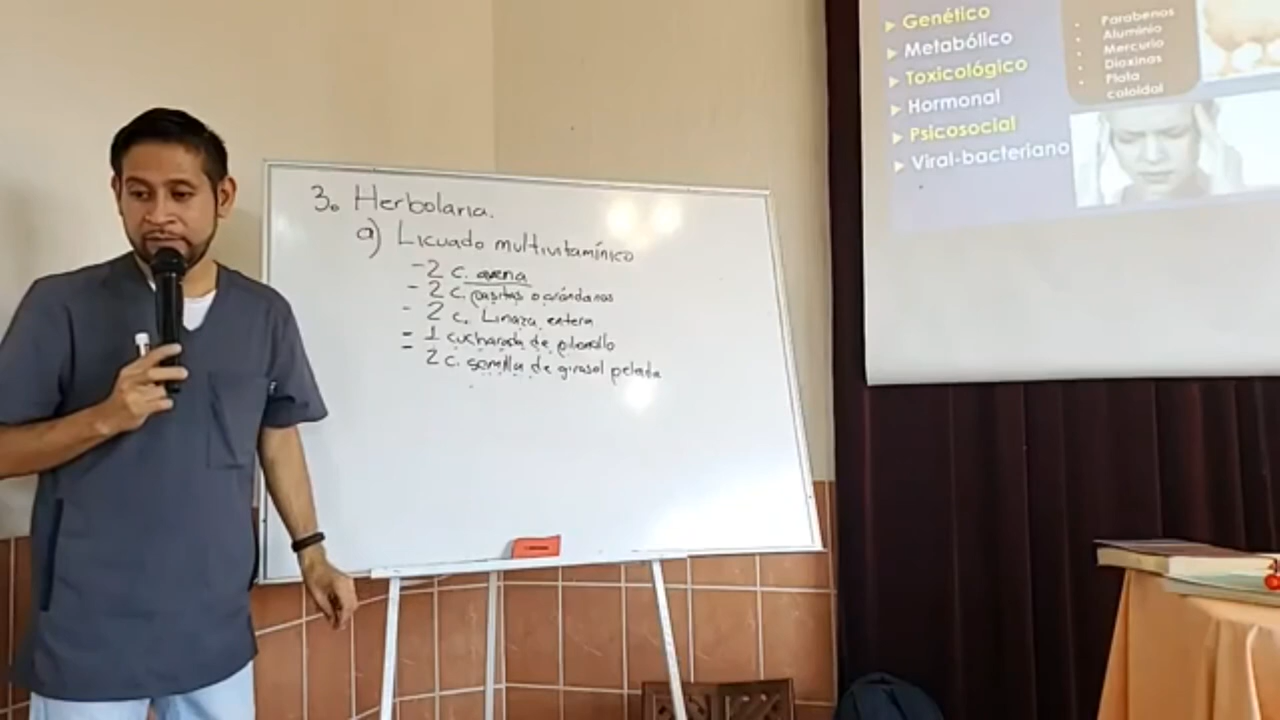 3. Herbolaria.
a) Licuado multivitamínico
- 2 c. avena
- 2 c. pasitas o arándanos
- 2 c. Linaza entera
- 1 cucharada de piloncillo
- 2 c. semilla de girasol pelada
Genético
Metabólico
Toxicológico
Hormonal
Psicosocial
Viral-bacteriano
Parabenos
Aluminio
Mercurio
Dioxinas
Plata
coloidal